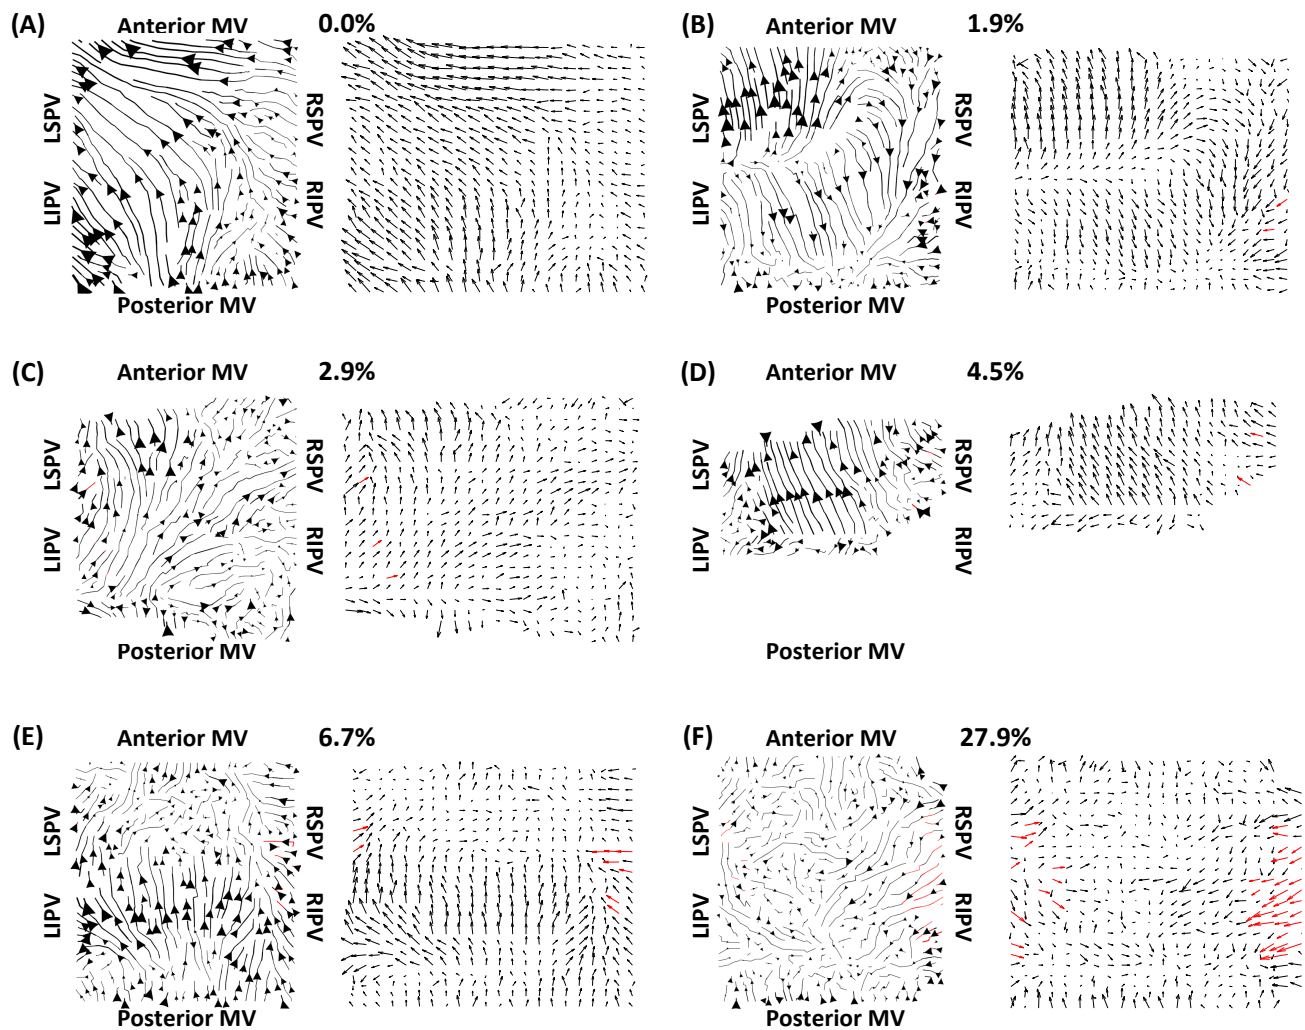 (A) Anterior MV 0.0%
LSPV RSPV
LIPV RIPV
Posterior MV
(B) Anterior MV 1.9%
LSPV RSPV
LIPV RIPV
Posterior MV
(C) Anterior MV 2.9%
LSPV RSPV
LIPV RIPV
Posterior MV
(D) Anterior MV 4.5%
LSPV RSPV
LIPV RIPV
Posterior MV
(E) Anterior MV 6.7%
LSPV RSPV
LIPV RIPV
Posterior MV
(F) Anterior MV 27.9%
LSPV RSPV
LIPV RIPV
Posterior MV